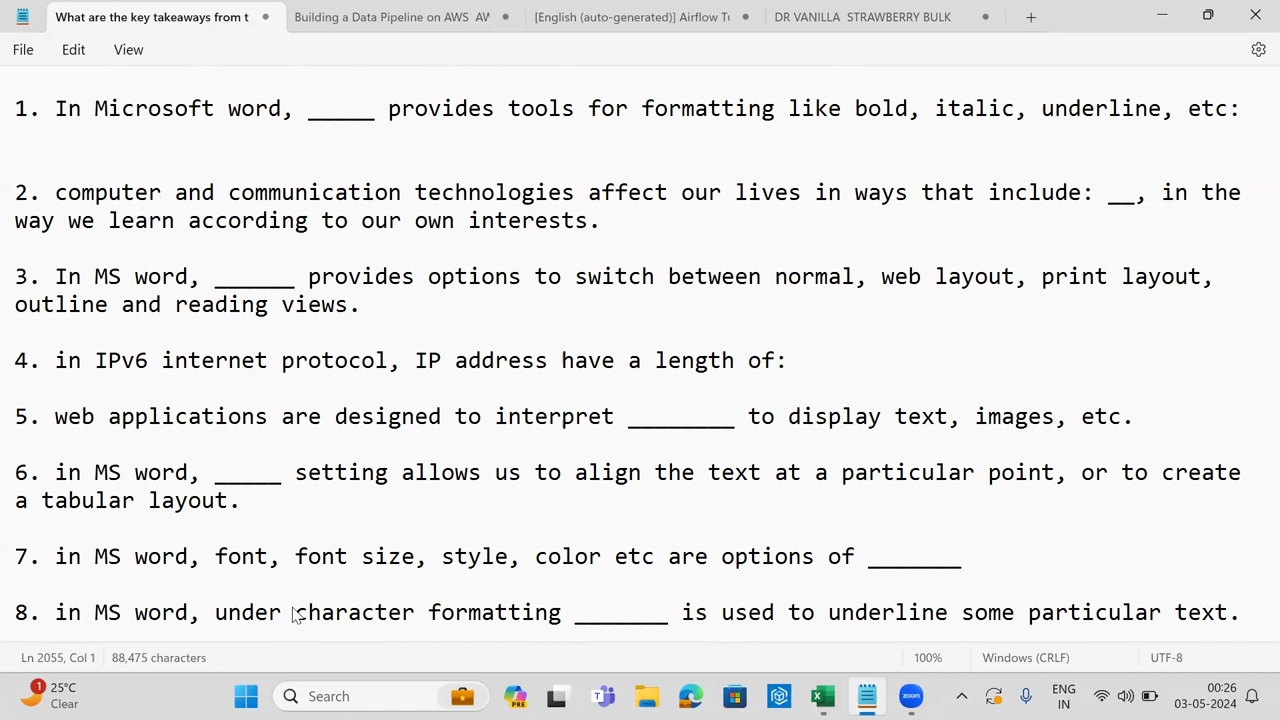 What are the key takeaways from t
Building a Data Pipeline on AWS AV
[English (auto-generated)] Airflow Tu
DR VANILLA STRAWBERRY BULK
File Edit View
1. In Microsoft word, _____ provides tools for formatting like bold, italic, underline, etc:
2. computer and communication technologies affect our lives in ways that include: __, in the
way we learn according to our own interests.
3. In MS word, ______ provides options to switch between normal, web layout, print layout,
outline and reading views.
4. in IPv6 internet protocol, IP address have a length of:
5. web applications are designed to interpret ________ to display text, images, etc.
6. in MS word, _____ setting allows us to align the text at a particular point, or to create
a tabular layout.
7. in MS word, font, font size, style, color etc are options of _______
8. in MS word, under character formatting _______ is used to underline some particular text.
Ln 2055, Col 1 88,475 characters 100% Windows (CRLF) UTF-8
1 25°C
Clear
Search
PRE
zoom
ENG
IN
00:26
03-05-2024